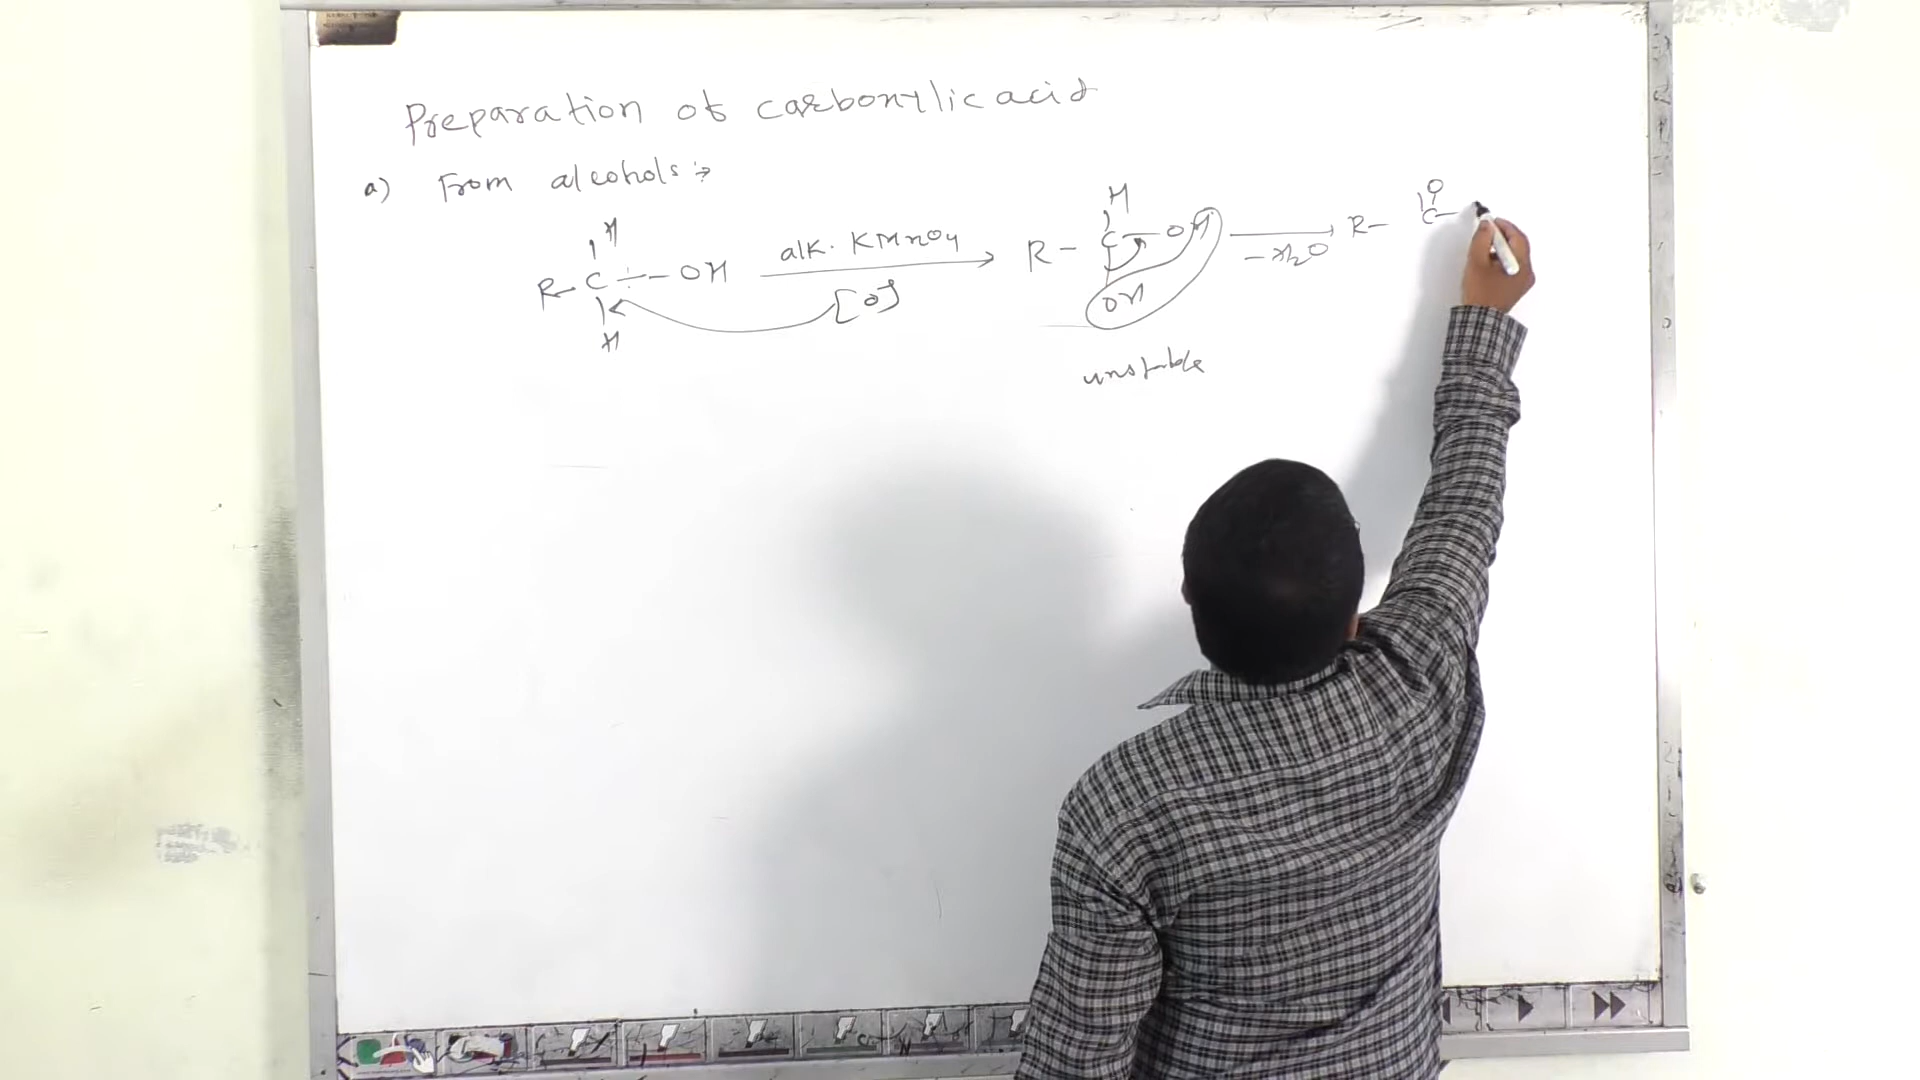 Preparation of carboxylic acid
a) From alcohols :→
H H
R-C-OH alk. KMnO4 R-C-OH -H2O R- C-
[O] O
H OH
unstable